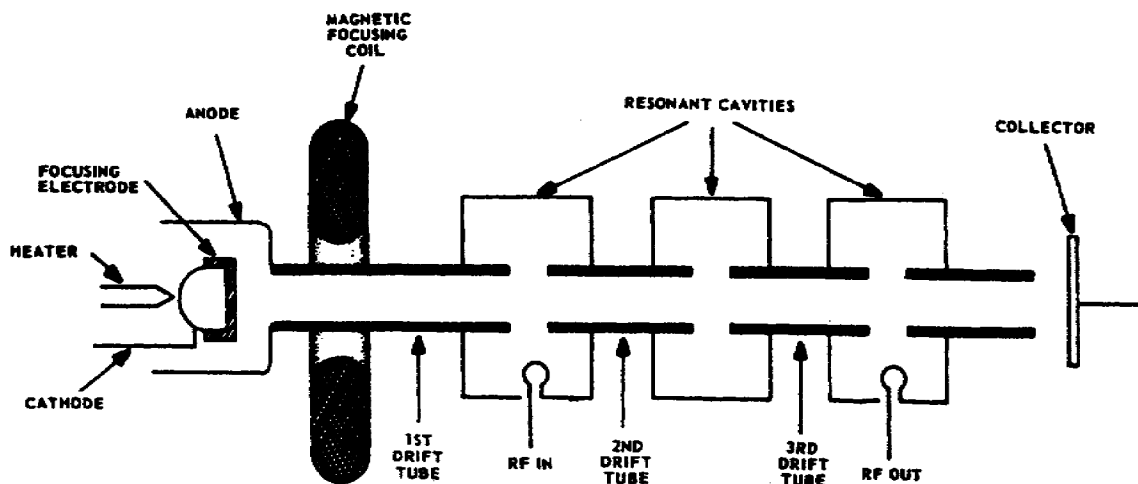 MAGNETIC
FOCUSING
COIL
ANODE
RESONANT CAVITIES
COLLECTOR
FOCUSING
ELECTRODE
HEATER
CATHODE
1ST
DRIFT
TUBE
RF IN
2ND
DRIFT
TUBE
3RD
DRIFT
TUBE
RF OUT